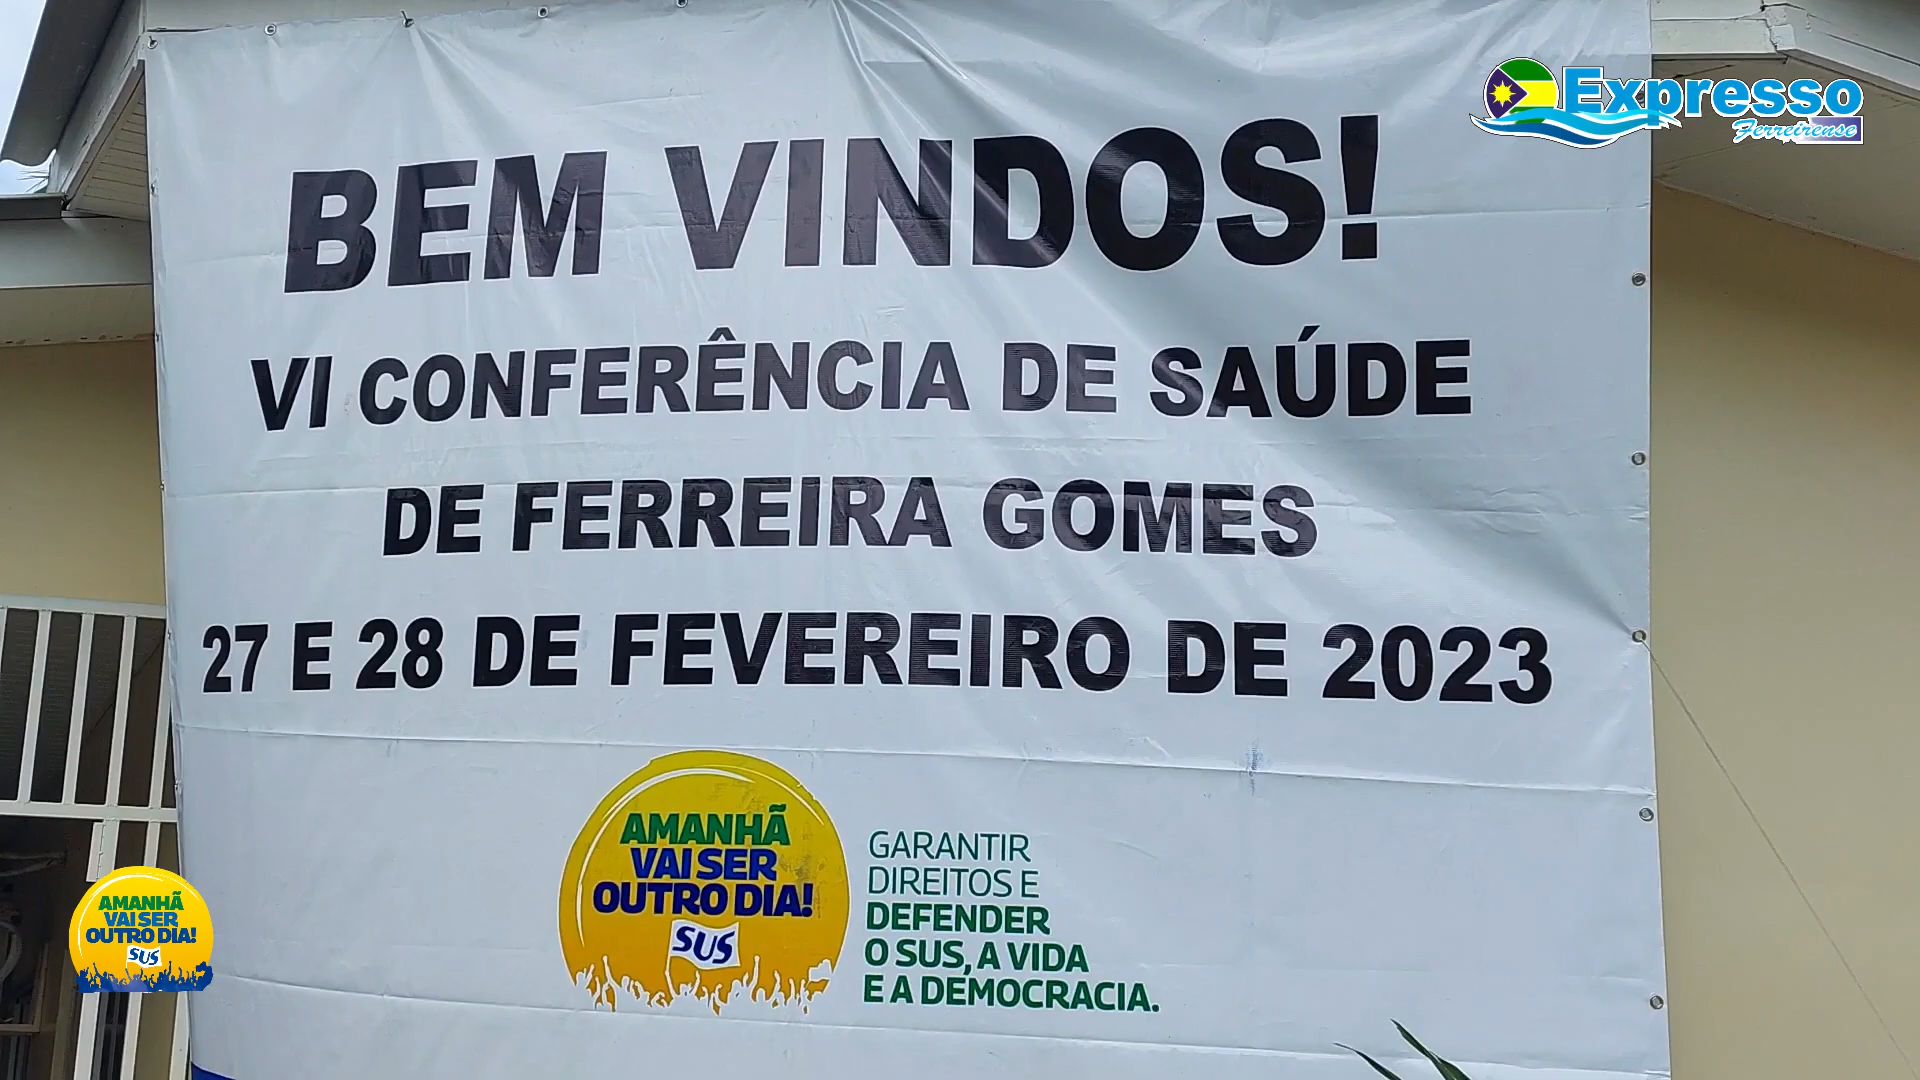 Expresso
Ferreirense
BEM VINDOS!
VI CONFERÊNCIA DE SAÚDE
DE FERREIRA GOMES
27 E 28 DE FEVEREIRO DE 2023
AMANHÃ
VAI SER
OUTRO DIA!
SUS
GARANTIR
DIREITOS E
DEFENDER
O SUS, A VIDA
E A DEMOCRACIA.
AMANHÃ
VAI SER
OUTRO DIA!
SUS